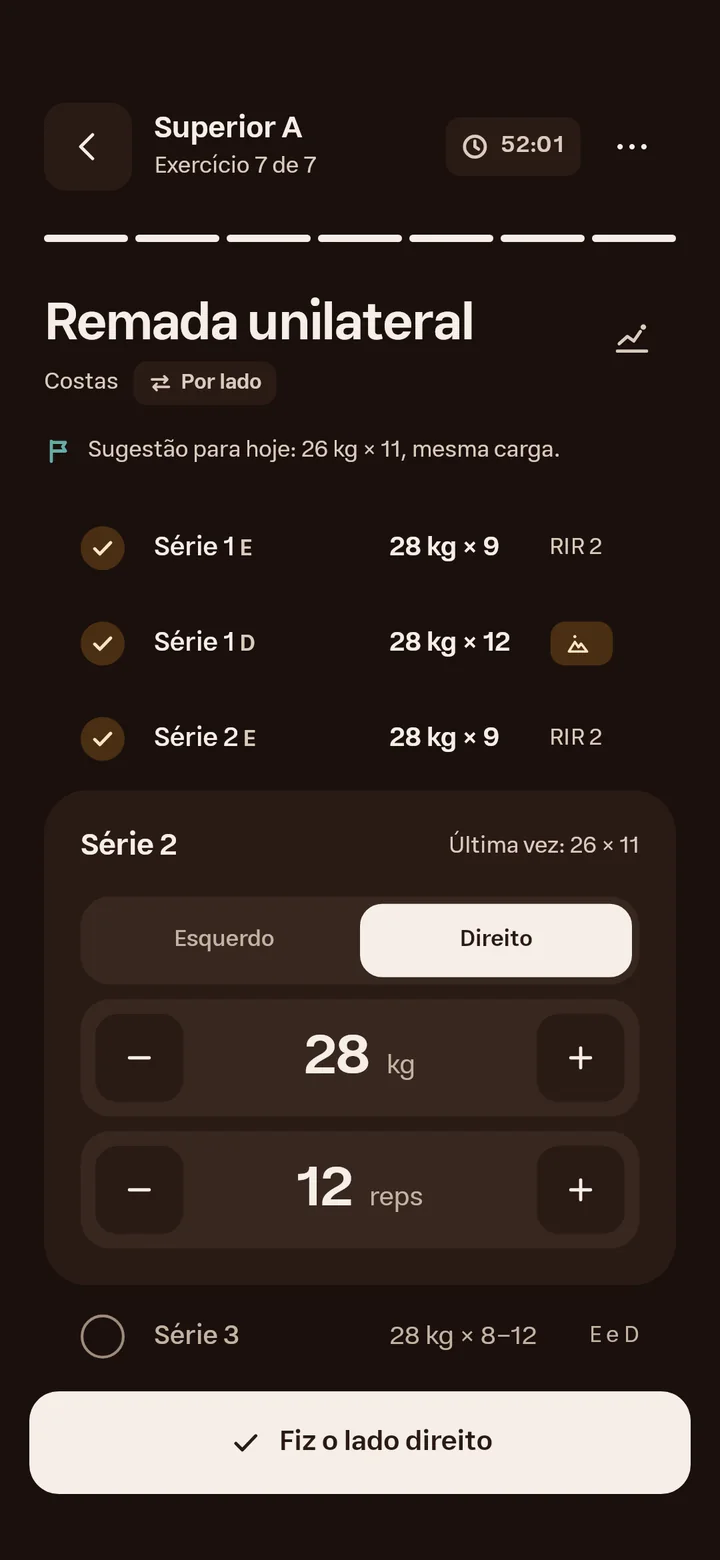 Superior A
Exercício 7 de 7
52:01
Remada unilateral
Costas
Por lado
Sugestão para hoje: 26 kg × 11, mesma carga.
Série 1 E 28 kg × 9 RIR 2
Série 1 D 28 kg × 12
Série 2 E 28 kg × 9 RIR 2
Série 2 Última vez: 26 × 11
Esquerdo Direito
− 28 kg +
− 12 reps +
Série 3 28 kg × 8–12 E e D
Fiz o lado direito